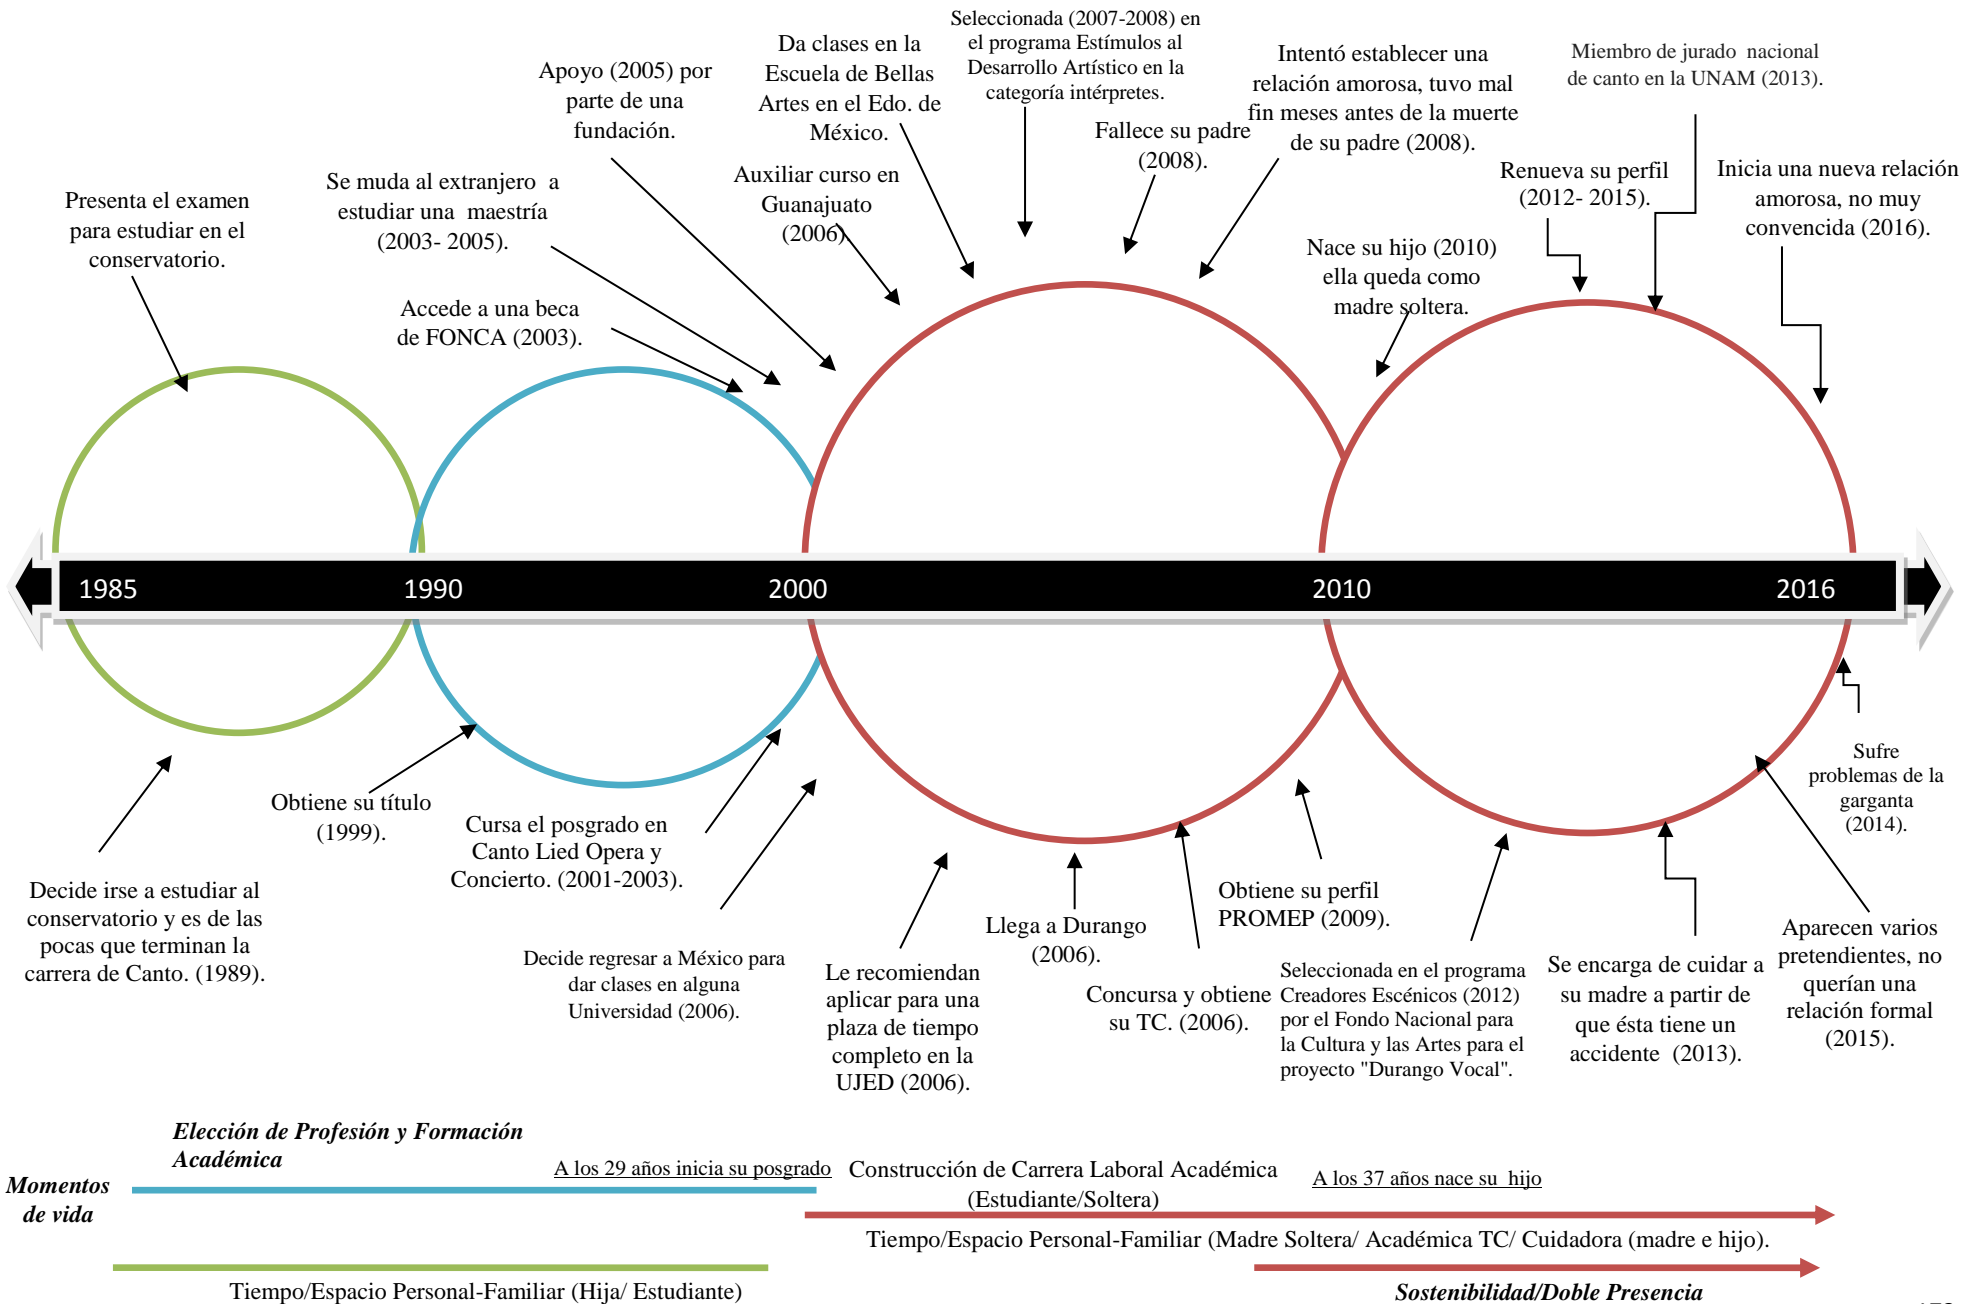 Seleccionada (2007-2008) en
el programa Estímulos al
Desarrollo Artístico en la
categoría intérpretes.
Da clases en la
Escuela de Bellas
Artes en el Edo. de
México.
Intentó establecer una
relación amorosa, tuvo mal
fin meses antes de la muerte
de su padre (2008).
Miembro de jurado nacional
de canto en la UNAM (2013).
Apoyo (2005) por
parte de una
fundación.
Fallece su padre
(2008).
Renueva su perfil
(2012- 2015).
Inicia una nueva relación
amorosa, no muy
convencida (2016).
Auxiliar curso en
Guanajuato
(2006).
Se muda al extranjero a
estudiar una maestría
(2003- 2005).
Presenta el examen
para estudiar en el
conservatorio.
Nace su hijo (2010)
ella queda como
madre soltera.
Accede a una beca
de FONCA (2003).
1985
1990
2000
2010
2016
Sufre
problemas de la
garganta
(2014).
Obtiene su título
(1999).
Cursa el posgrado en
Canto Lied Opera y
Concierto. (2001-2003).
Decide irse a estudiar al
conservatorio y es de las
pocas que terminan la
carrera de Canto. (1989).
Obtiene su perfil
PROMEP (2009).
Llega a Durango
(2006).
Aparecen varios
pretendientes, no
querían una
relación formal
(2015).
Decide regresar a México para
dar clases en alguna
Universidad (2006).
Le recomiendan
aplicar para una
plaza de tiempo
completo en la
UJED (2006).
Concursa y obtiene
su TC. (2006).
Seleccionada en el programa
Creadores Escénicos (2012)
por el Fondo Nacional para
la Cultura y las Artes para el
proyecto "Durango Vocal".
Se encarga de cuidar a
su madre a partir de
que ésta tiene un
accidente (2013).
Elección de Profesión y Formación
Académica
A los 29 años inicia su posgrado
Construcción de Carrera Laboral Académica
(Estudiante/Soltera)
A los 37 años nace su hijo
Momentos
de vida
Tiempo/Espacio Personal-Familiar (Madre Soltera/ Académica TC/ Cuidadora (madre e hijo).
Tiempo/Espacio Personal-Familiar (Hija/ Estudiante)
Sostenibilidad/Doble Presencia